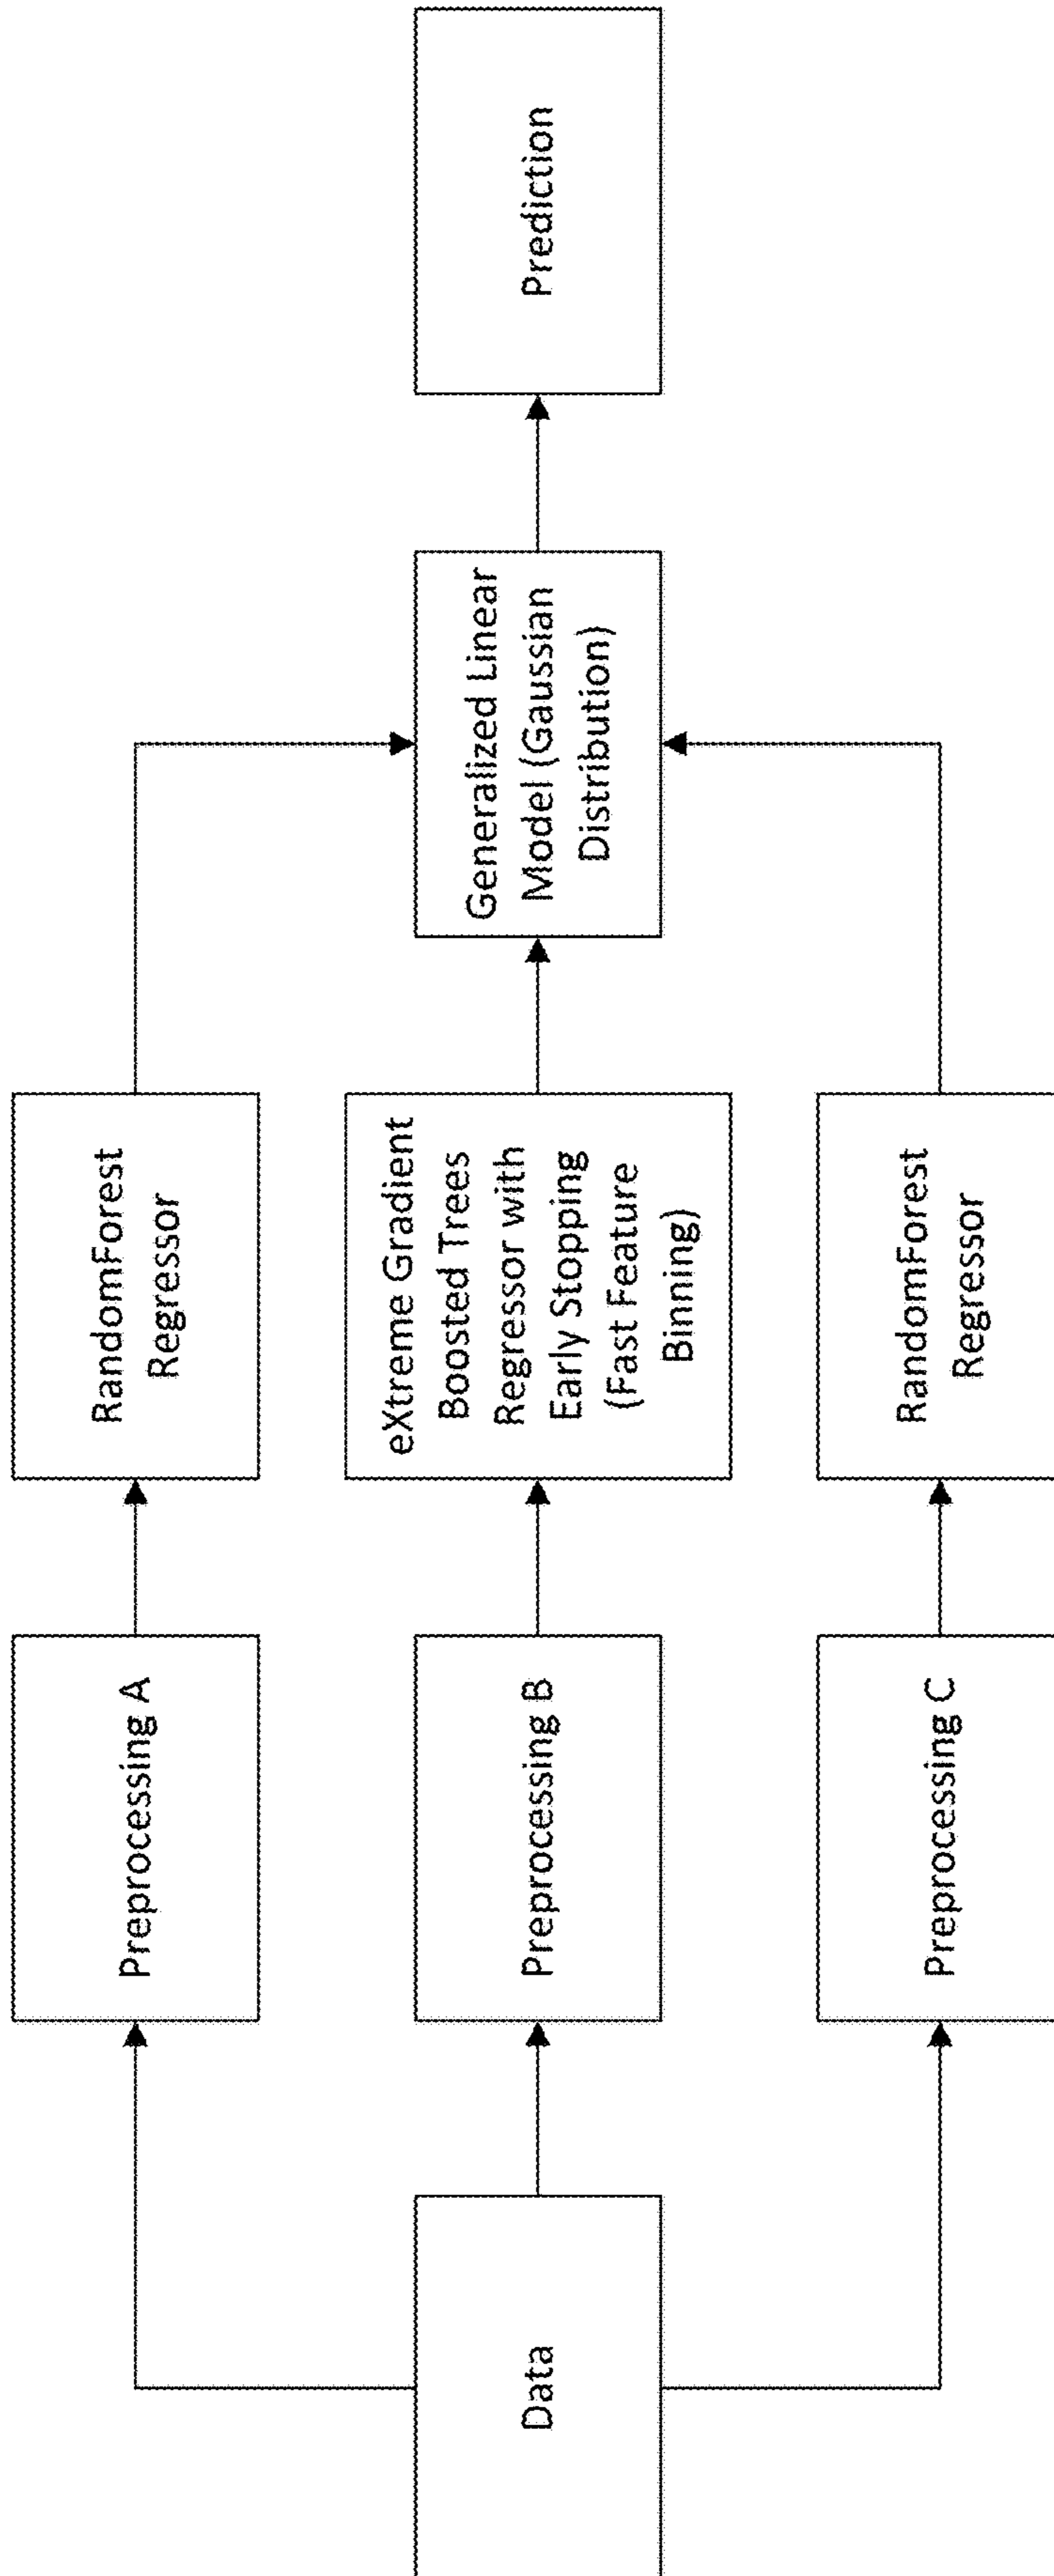 Data
Preprocessing A
Preprocessing B
Preprocessing C
RandomForest
Regressor
eXtreme Gradient
Boosted Trees
Regressor with
Early Stopping
(Fast Feature
Binning)
RandomForest
Regressor
Generalized Linear
Model (Gaussian
Distribution)
Prediction